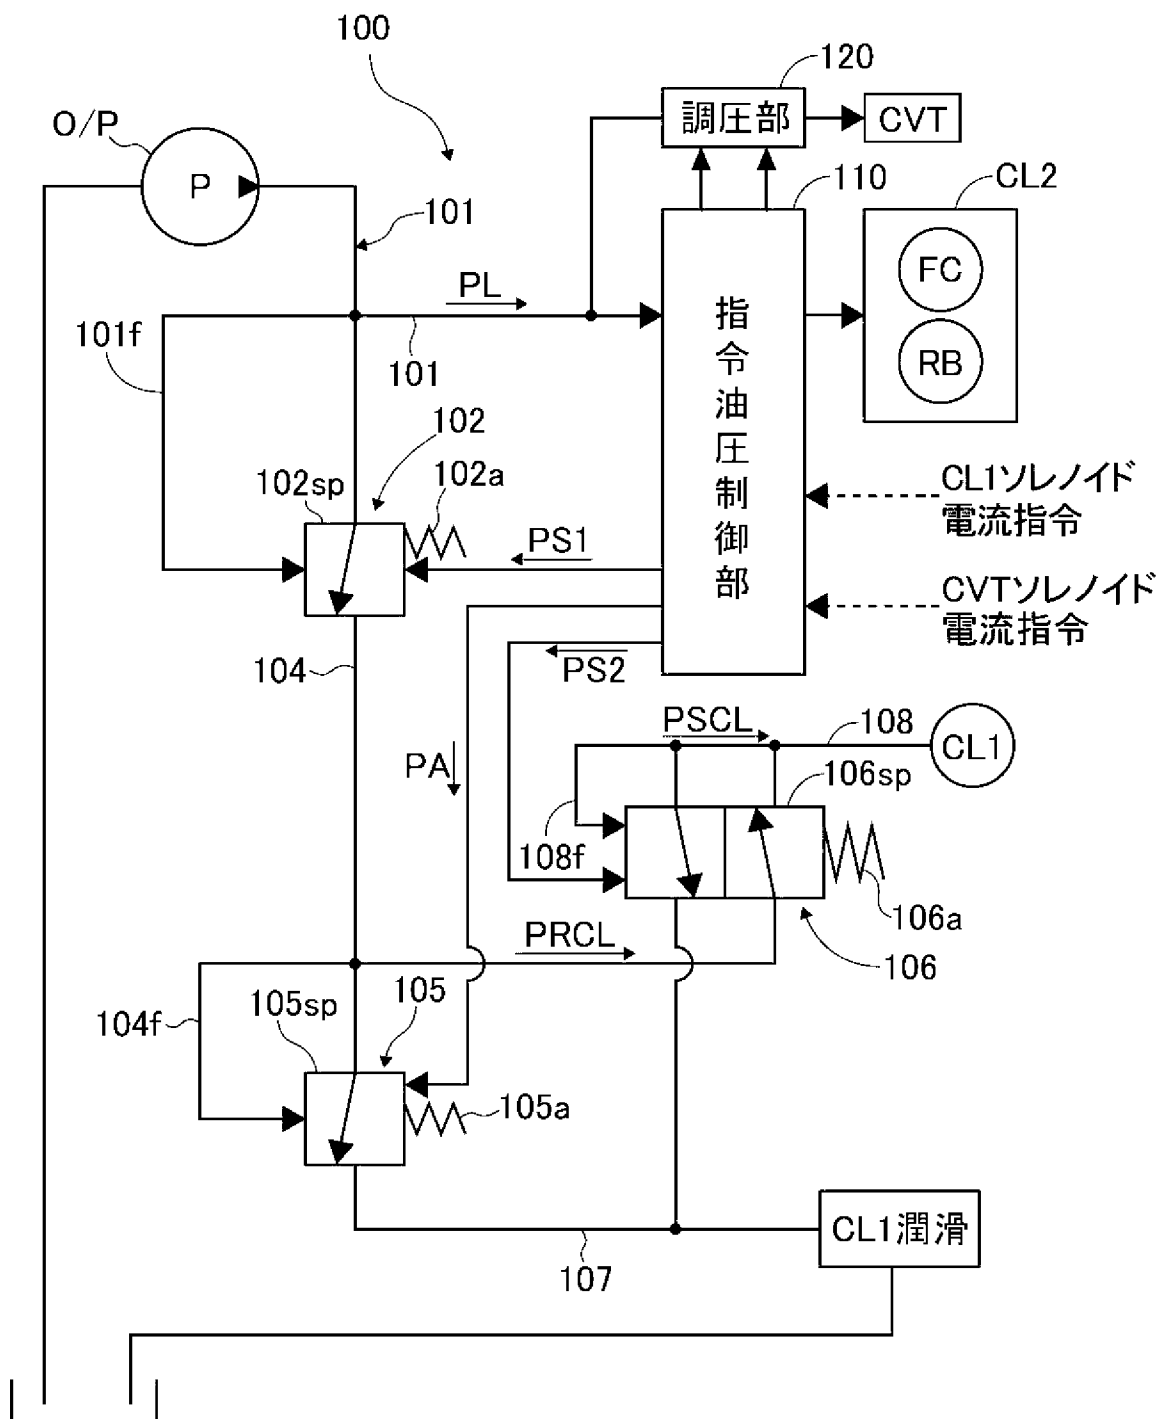 100
120
O/P
調圧部
CVT
P
110
CL2
101
FC
PL
101f
101
RB
指令油圧制御部
102
102a
102sp
CL1ソレノイド
電流指令
PS1
CVTソレノイド
電流指令
104
PS2
PSCL
108
CL1
PA
106sp
108f
106a
PRCL
106
105
105sp
104f
105a
CL1潤滑
107